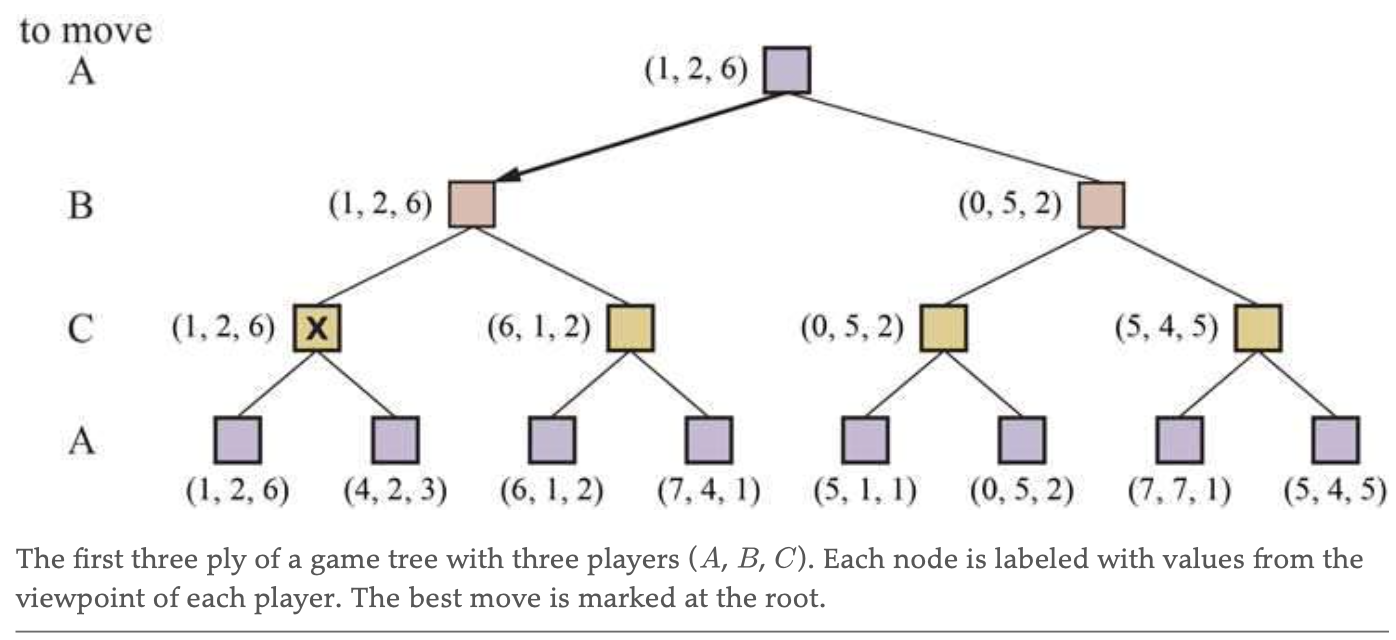 to move
A (1, 2, 6)
B (1, 2, 6) (0, 5, 2)
C (1, 2, 6) X (6, 1, 2) (0, 5, 2) (5, 4, 5)
A
(1, 2, 6) (4, 2, 3) (6, 1, 2) (7, 4, 1) (5, 1, 1) (0, 5, 2) (7, 7, 1) (5, 4, 5)
The first three ply of a game tree with three players (A, B, C). Each node is labeled with values from the
viewpoint of each player. The best move is marked at the root.